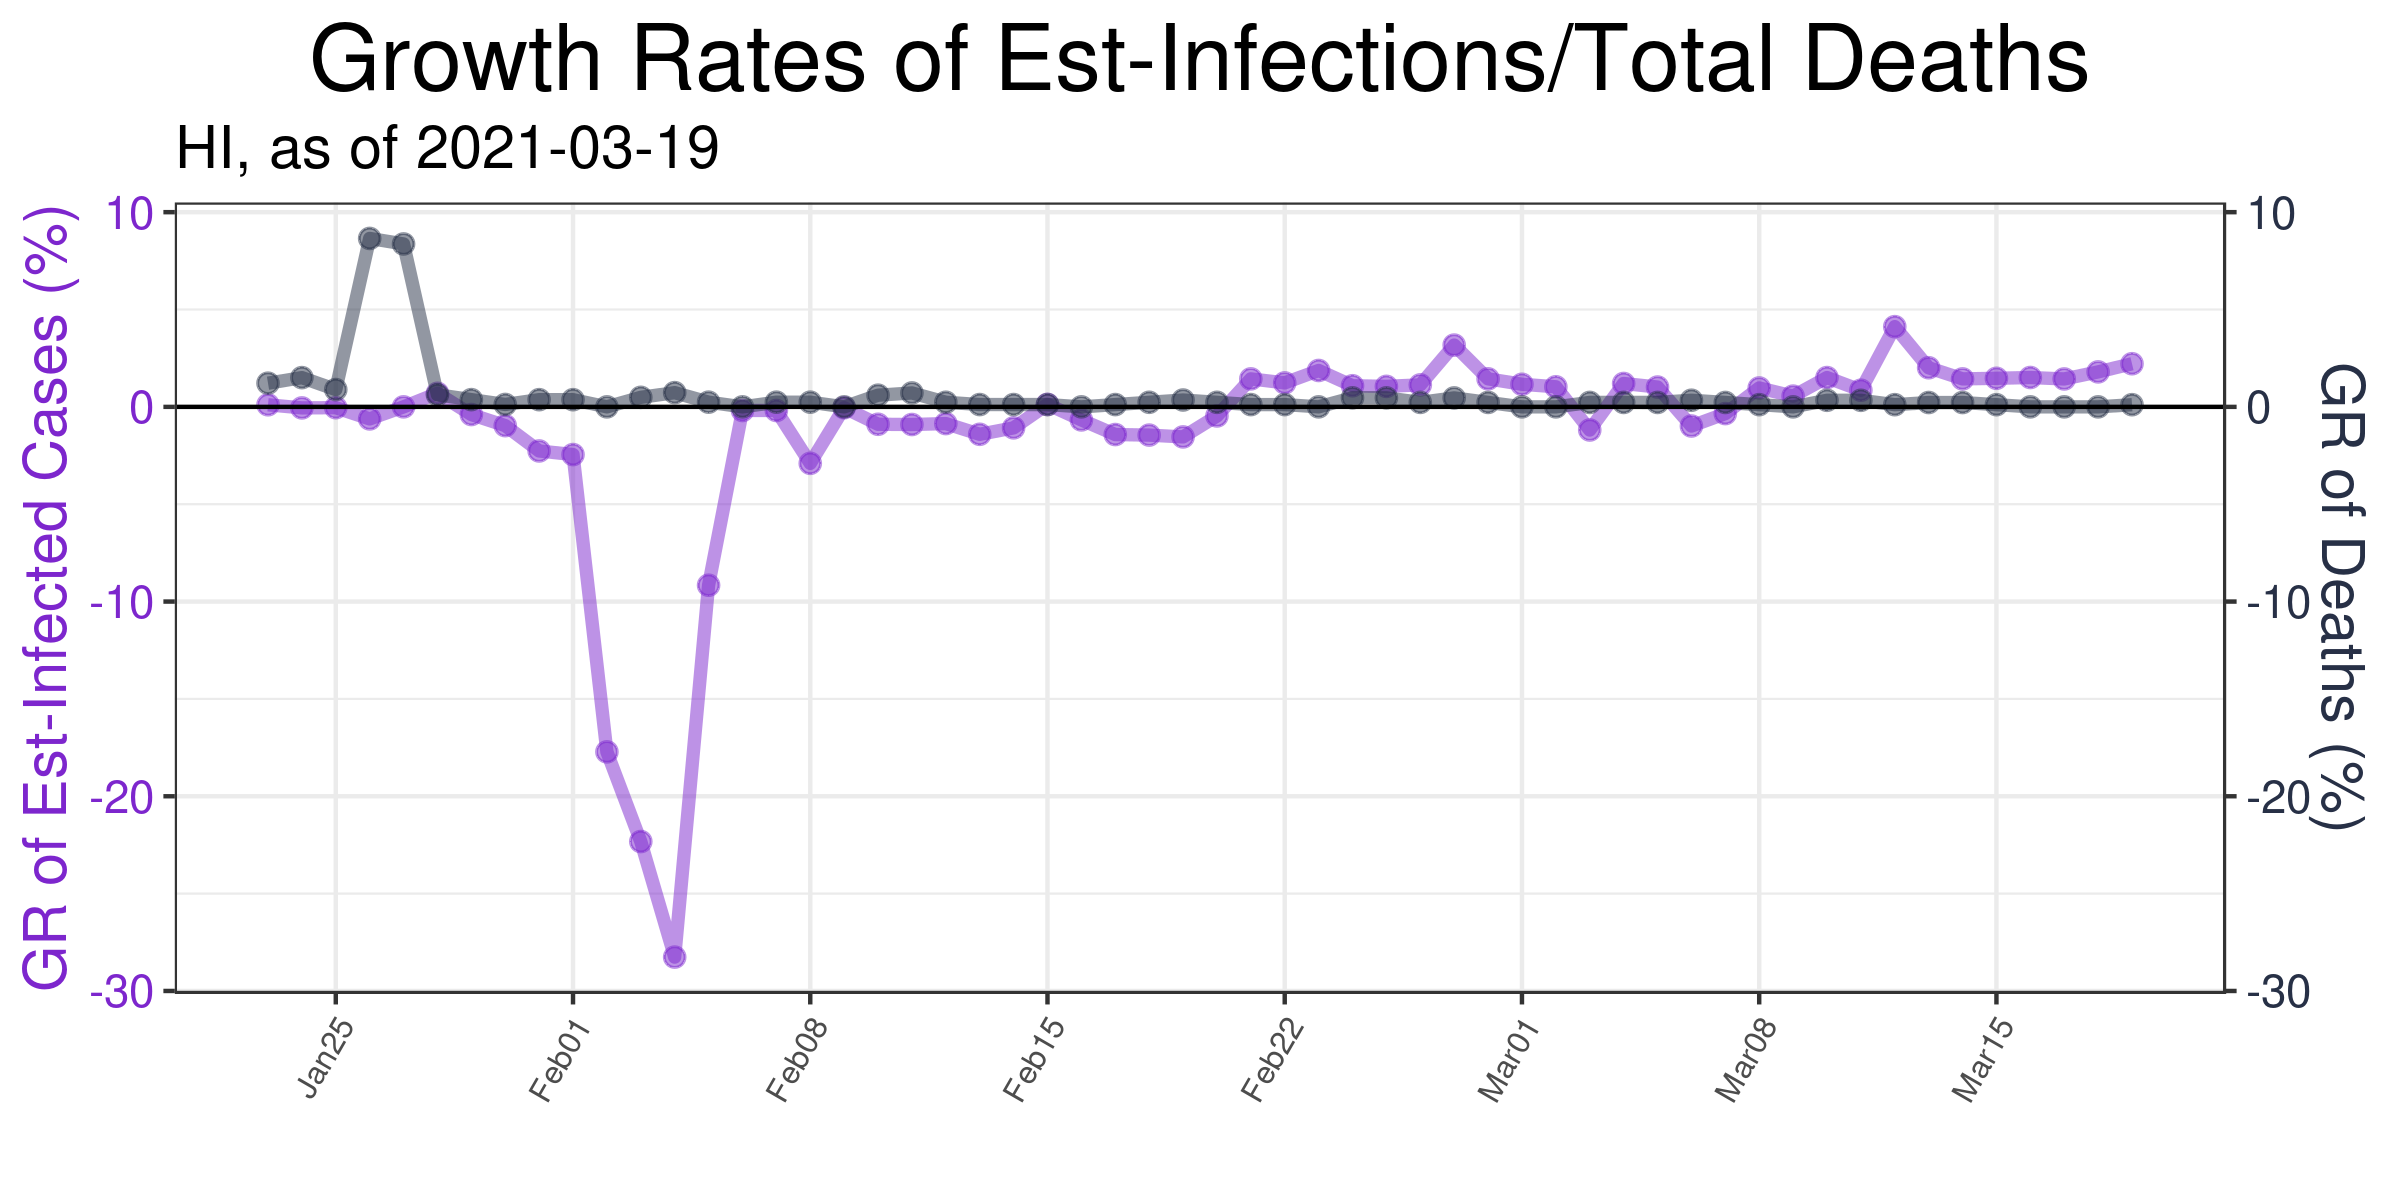 Growth Rates of Est-Infections/Total Deaths
HI, as of 2021-03-19
GR of Est-Infected Cases (%)
10
0
-10
-20
-30
10
0
-10
-20
-30
GR of Deaths (%)
Jan25
Feb01
Feb08
Feb15
Feb22
Mar01
Mar08
Mar15